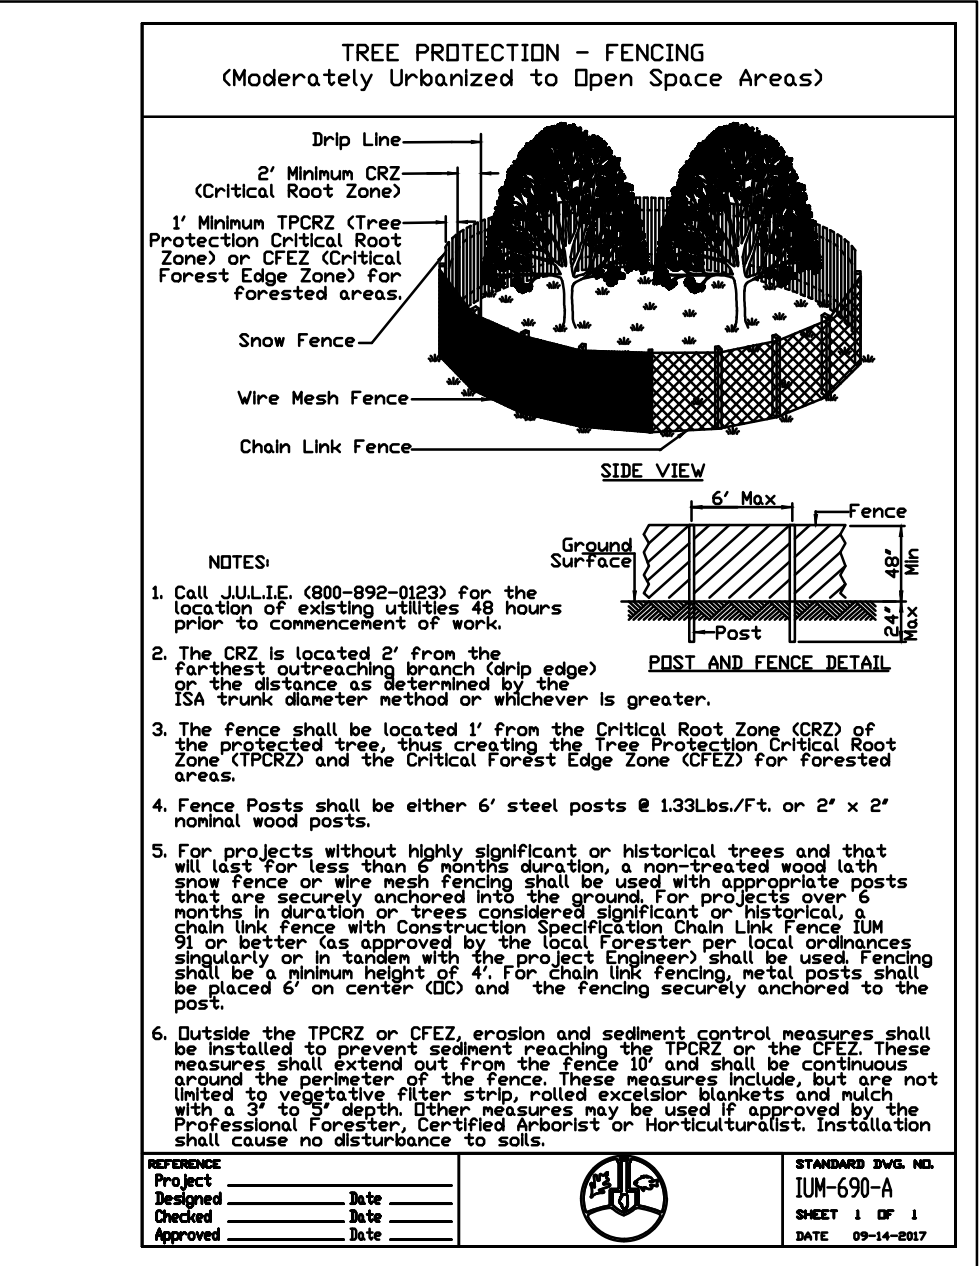 TREE PROTECTION - FENCING
(Moderately Urbanized to Open Space Areas)
Drip Line
2' Minimum CRZ
(Critical Root Zone)
1' Minimum TPCRZ (Tree
Protection Critical Root
Zone) or CFEZ (Critical
Forest Edge Zone) for
forested areas.
Snow Fence
Wire Mesh Fence
Chain Link Fence
SIDE VIEW
6' Max
Fence
Ground
Surface
48"
Min
24"
Max
Post
POST AND FENCE DETAIL
NOTES:
1. Call J.U.L.I.E. (800-892-0123) for the
location of existing utilities 48 hours
prior to commencement of work.
2. The CRZ is located 2' from the
farthest outreaching branch (drip edge)
or the distance as determined by the
ISA trunk diameter method or whichever is greater.
3. The fence shall be located 1' from the Critical Root Zone (CRZ) of
the protected tree, thus creating the Tree Protection Critical Root
Zone (TPCRZ) and the Critical Forest Edge Zone (CFEZ) for forested
areas.
4. Fence Posts shall be either 6' steel posts @ 1.33Lbs./Ft. or 2" x 2"
nominal wood posts.
5. For projects without highly significant or historical trees and that
will last for less than 6 months duration, a non-treated wood lath
snow fence or wire mesh fencing shall be used with appropriate posts
that are securely anchored into the ground. For projects over 6
months in duration or trees considered significant or historical, a
chain link fence with Construction Specification Chain Link Fence IUM
91 or better (as approved by the local Forester per local ordinances
singularly or in tandem with the project Engineer) shall be used. Fencing
shall be a minimum height of 4'. For chain link fencing, metal posts shall
be placed 6' on center (OC) and the fencing securely anchored to the
post.
6. Outside the TPCRZ or CFEZ, erosion and sediment control measures shall
be installed to prevent sediment reaching the TPCRZ or the CFEZ. These
measures shall extend out from the fence 10' and shall be continuous
around the perimeter of the fence. These measures include, but are not
limited to vegetative filter strip, rolled excelsior blankets and mulch
with a 3" to 5" depth. Other measures may be used if approved by the
Professional Forester, Certified Arborist or Horticulturalist. Installation
shall cause no disturbance to soils.
REFERENCE
Project
Designed Date
Checked Date
Approved Date
STANDARD DWG. NO.
IUM-690-A
SHEET 1 OF 1
DATE 09-14-2017